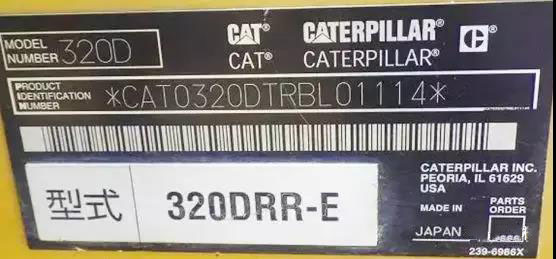 CAT® CATERPILLAR® C®
CAT® CATERPILLAR®
MODEL NUMBER 320D
PRODUCT IDENTIFICATION NUMBER *CAT0320DTRBL01114*
型式 320DRR-E
CATERPILLAR INC.
PEORIA, IL 61629
USA
MADE IN
JAPAN
PARTS
ORDER
239-6986X